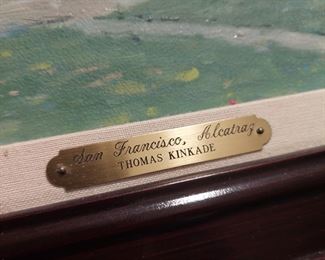 San Francisco, Alcatraz
THOMAS KINKADE